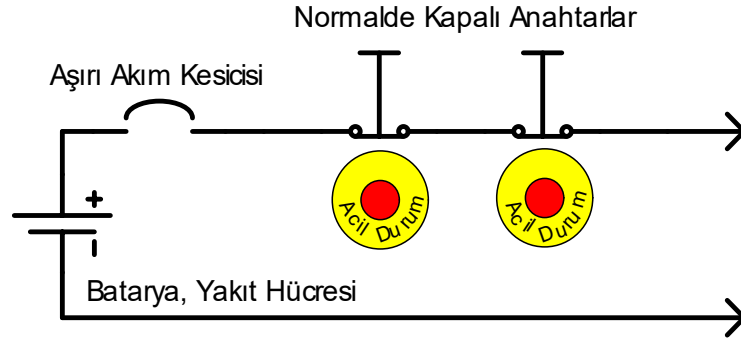 Normalde Kapalı Anahtarlar
Aşırı Akım Kesicisi
Acil Durum
Acil Durum
+
-
Batarya, Yakıt Hücresi